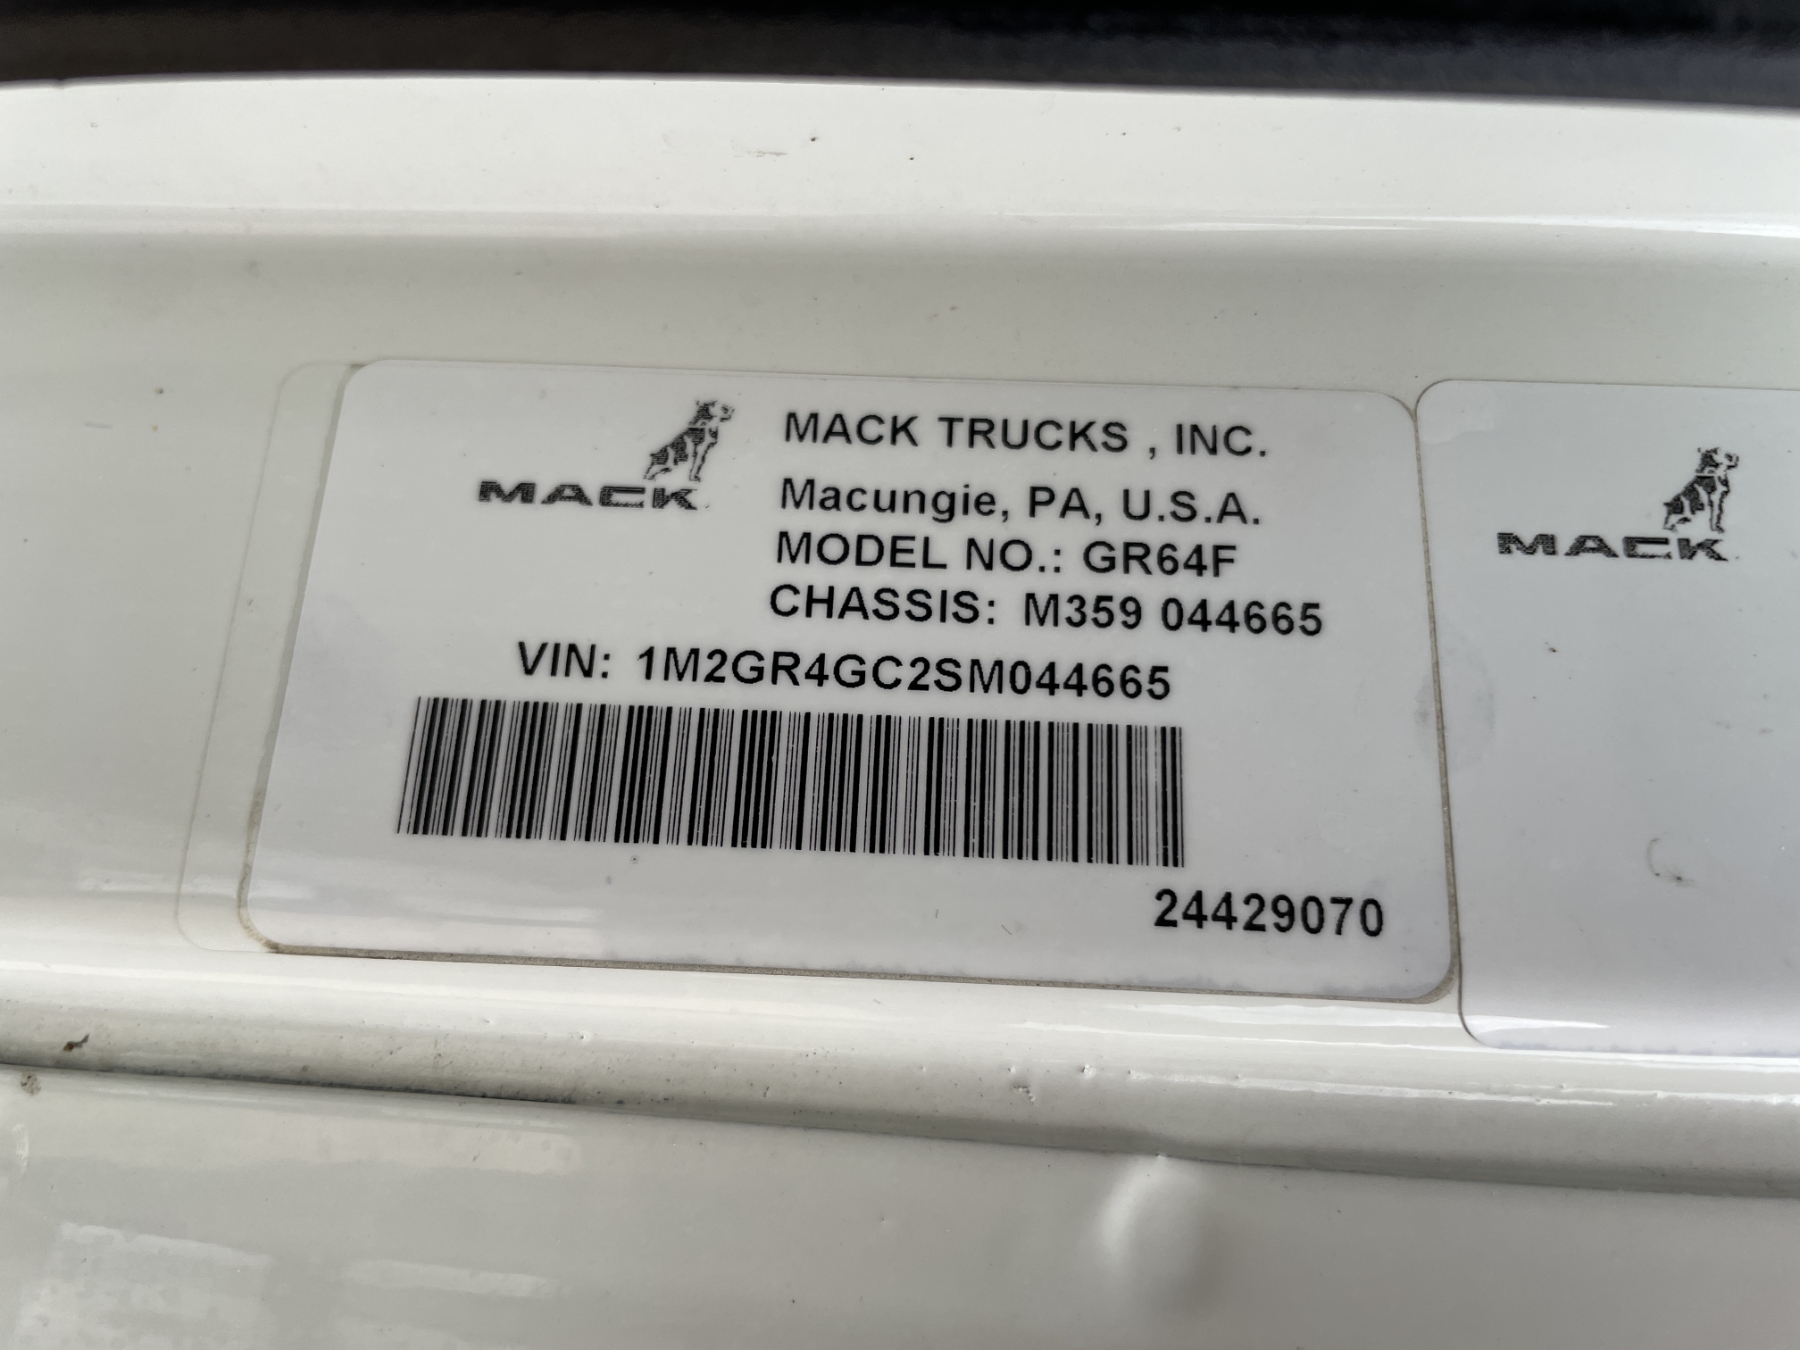 MACK
MACK TRUCKS , INC.
Macungie, PA, U.S.A.
MODEL NO.: GR64F
CHASSIS: M359 044665
VIN: 1M2GR4GC2SM044665
24429070
MACK